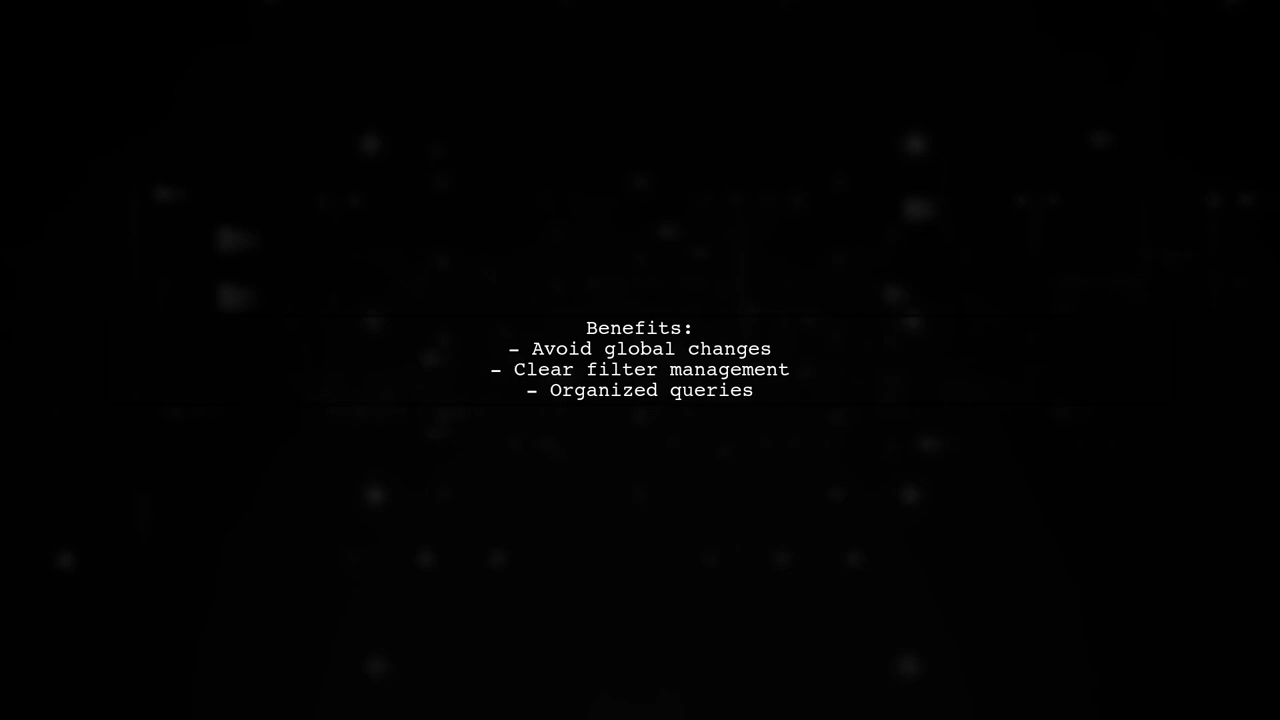 Benefits:
- Avoid global changes
- Clear filter management
- Organized queries